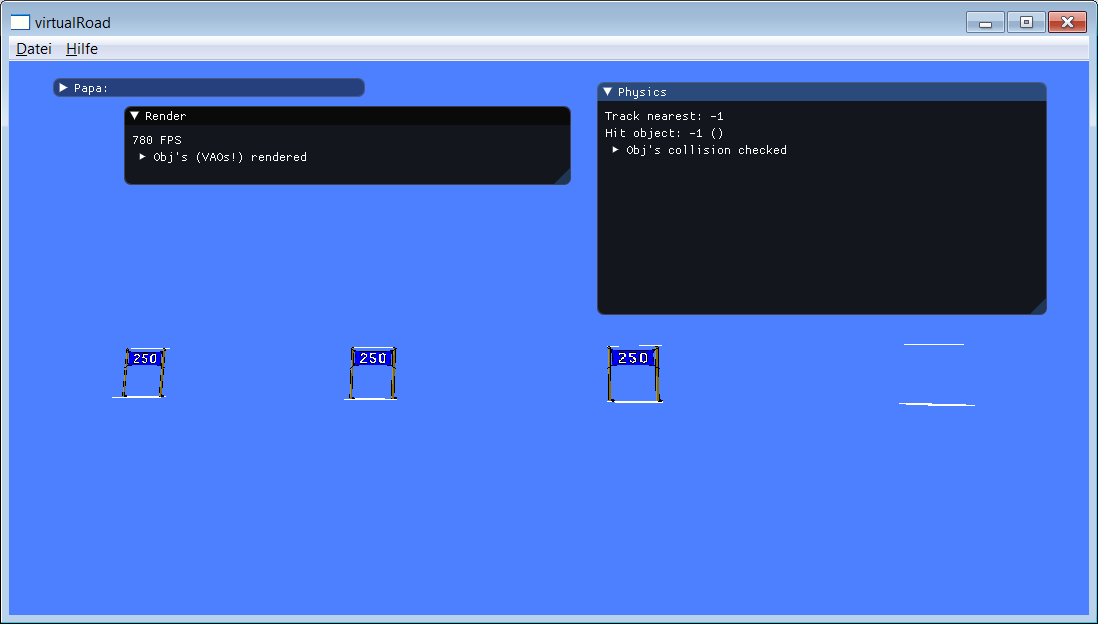 virtualRoad
Datei Hilfe
Papa:
Render
780 FPS
Obj's (VAOs!) rendered
Physics
Track nearest: -1
Hit object: -1 ()
Obj's collision checked
250
250
250